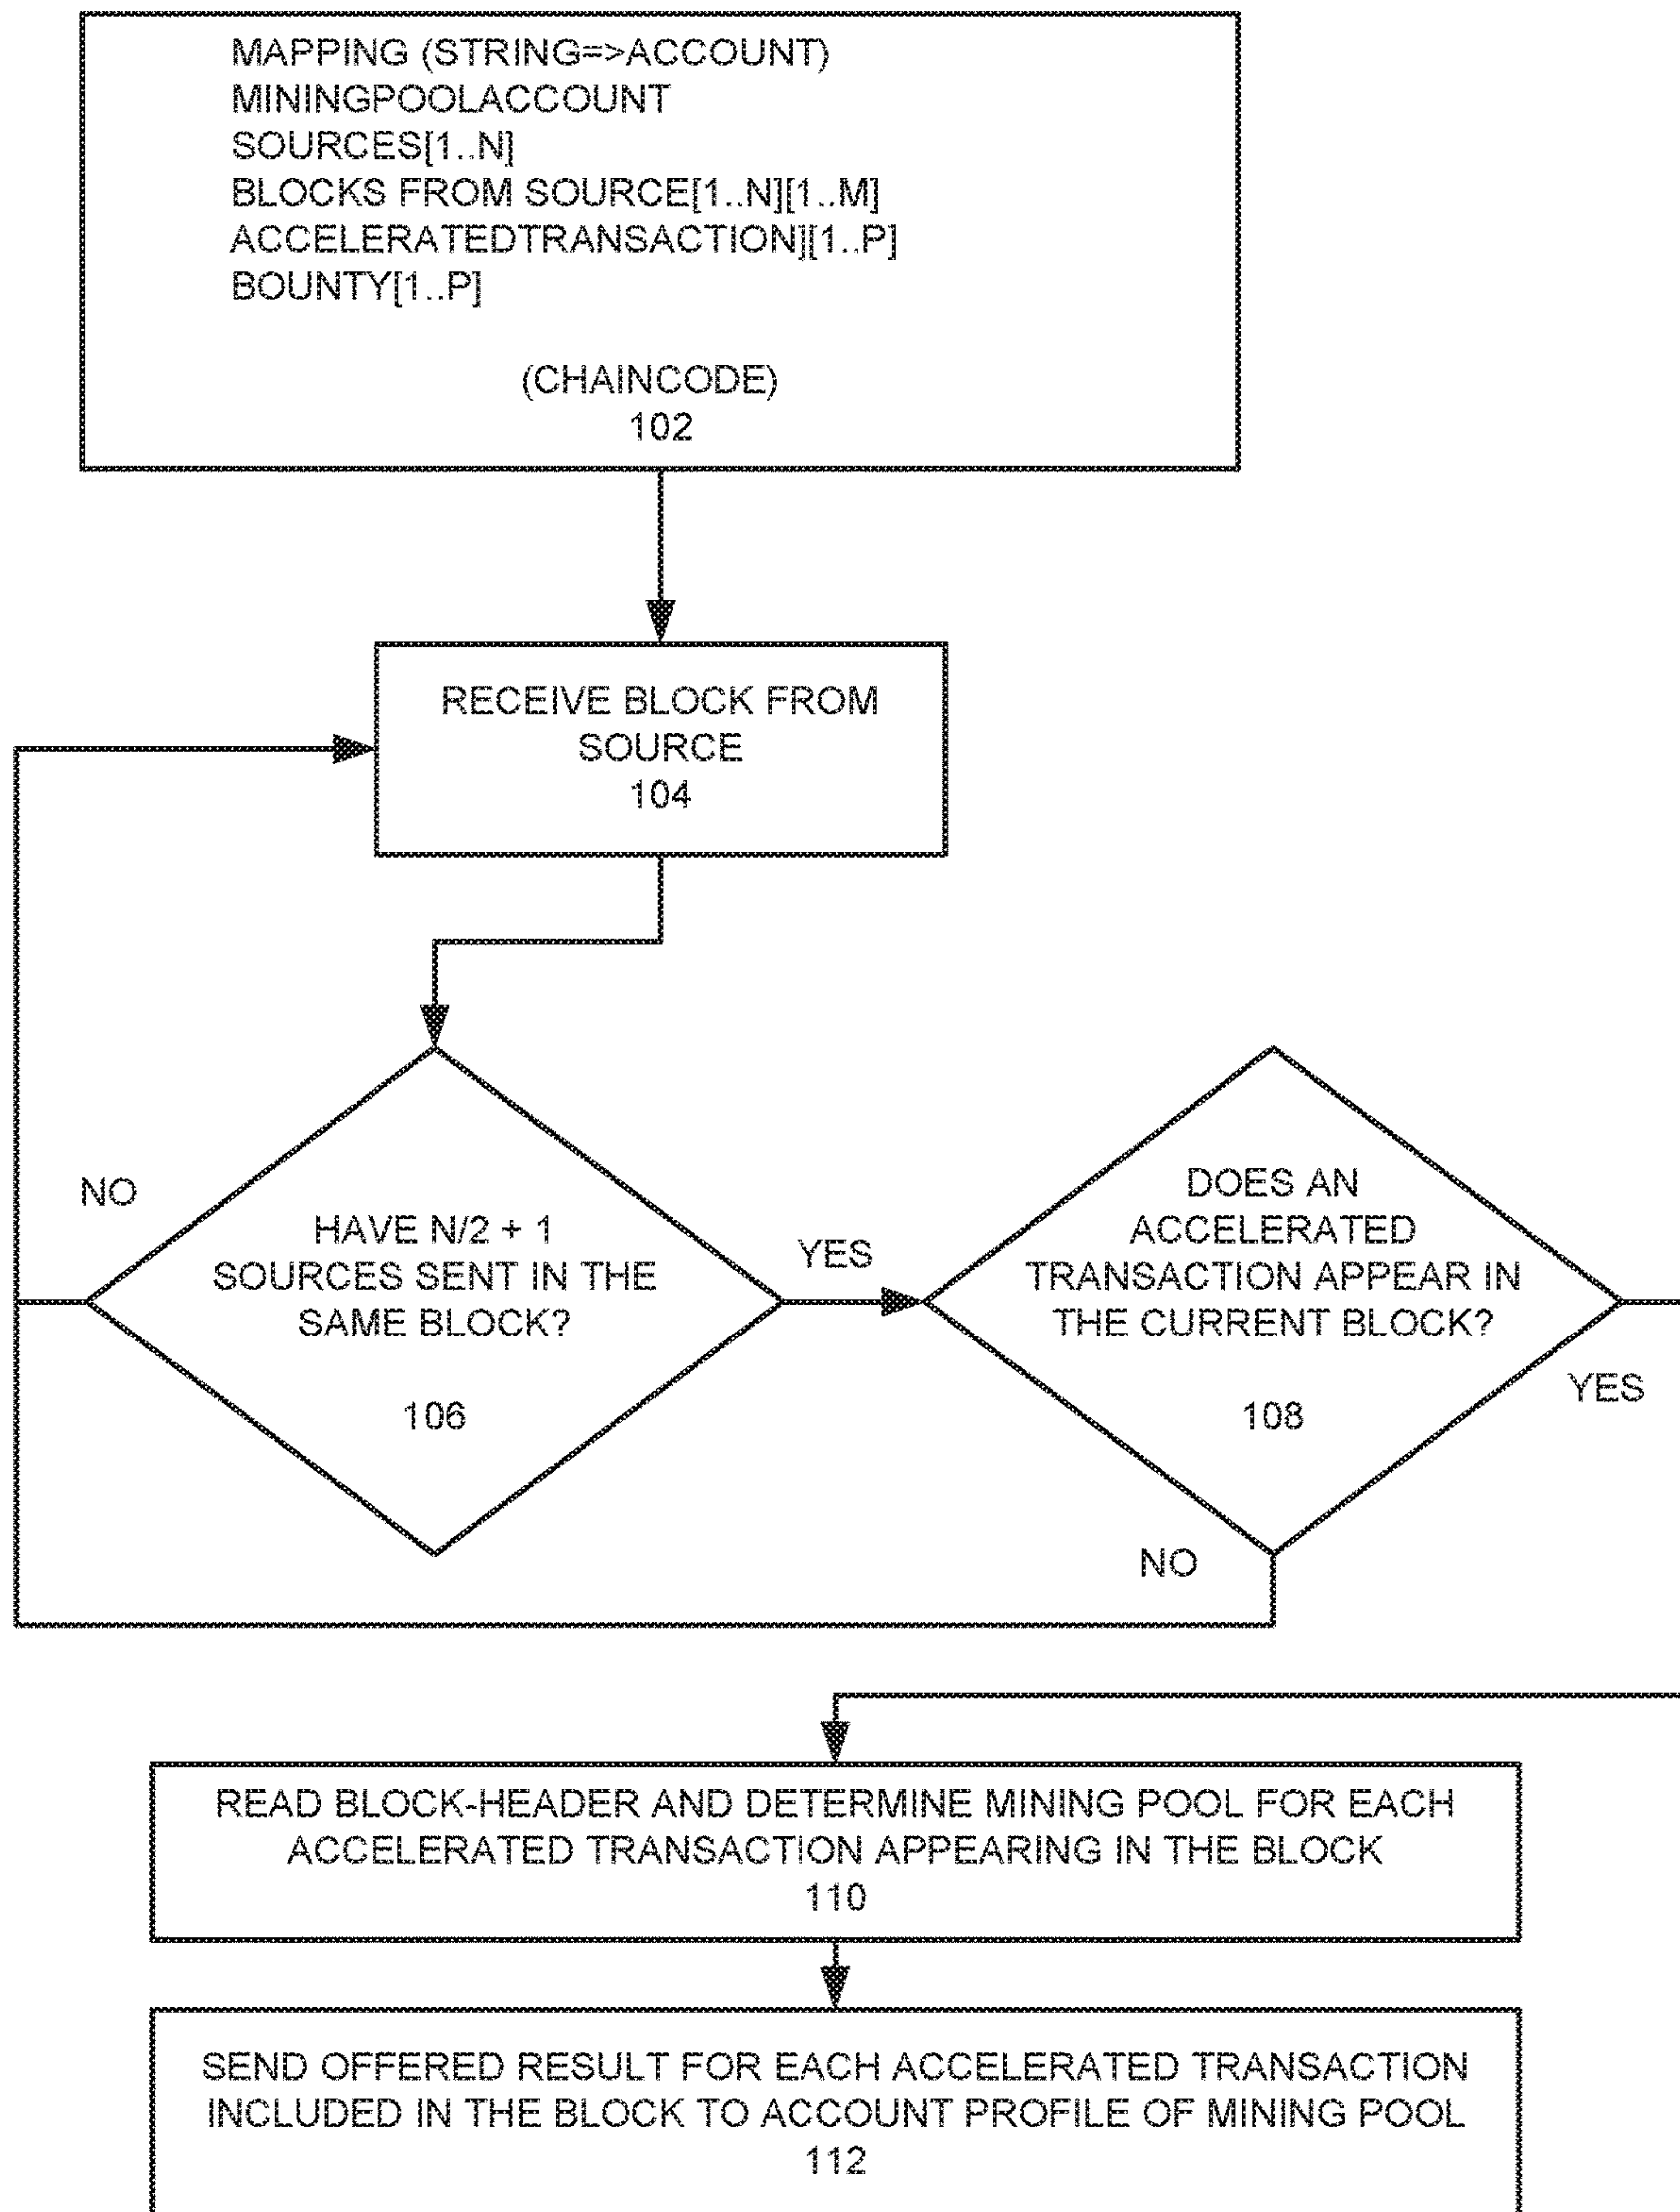 MAPPING (STRING=>ACCOUNT)
MININGPOOLACCOUNT
SOURCES[1..N]
BLOCKS FROM SOURCE[1..N][1..M]
ACCELERATEDTRANSACTION][1..P]
BOUNTY[1..P]
(CHAINCODE)
102
RECEIVE BLOCK FROM
SOURCE
104
NO
HAVE N/2 + 1
SOURCES SENT IN THE
SAME BLOCK?
106
YES
DOES AN
ACCELERATED
TRANSACTION APPEAR IN
THE CURRENT BLOCK?
108
YES
NO
READ BLOCK-HEADER AND DETERMINE MINING POOL FOR EACH
ACCELERATED TRANSACTION APPEARING IN THE BLOCK
110
SEND OFFERED RESULT FOR EACH ACCELERATED TRANSACTION
INCLUDED IN THE BLOCK TO ACCOUNT PROFILE OF MINING POOL
112